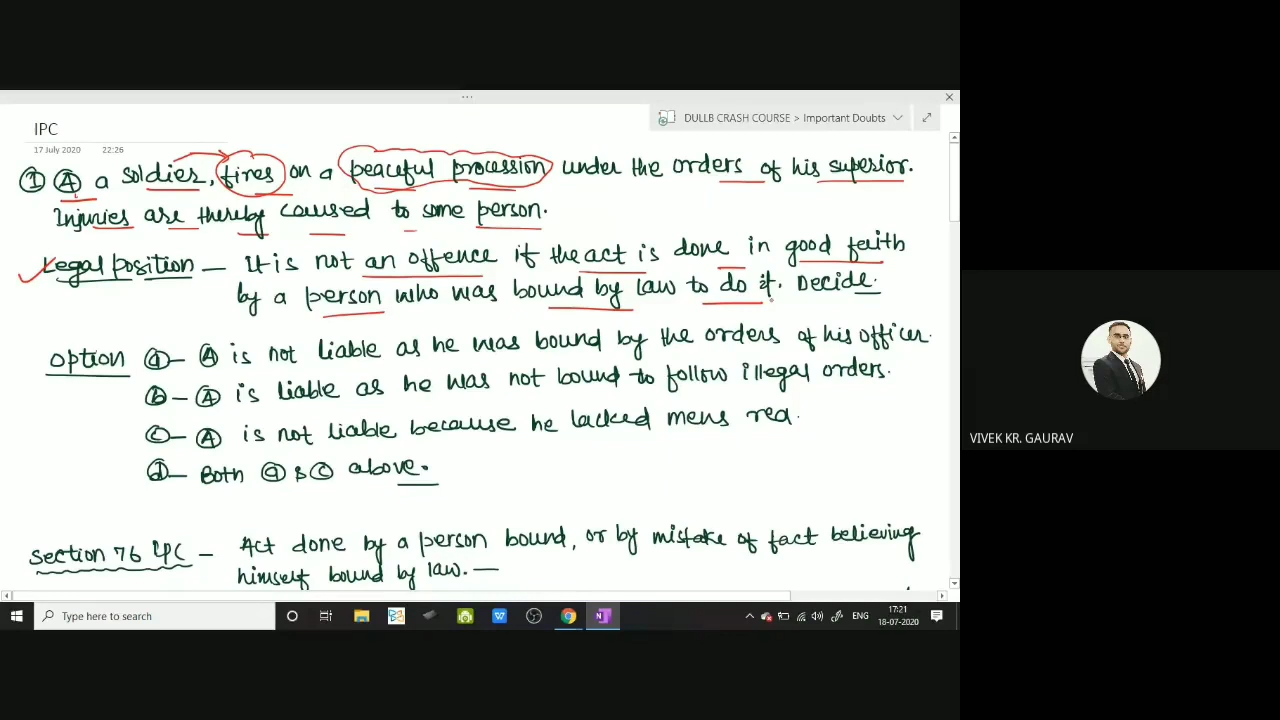 IPC
DULLB CRASH COURSE > Important Doubts
17 July 2020 22:26
① Ⓐ a soldies, fires on a peaceful procession under the orders of his superior.
Injuries are thereby caused to some person.
Legal position – It is not an offence if the act is done in good faith
by a person who was bound by law to do it. Decide.
option ⓐ – Ⓐ is not liable as he was bound by the orders of his officer.
ⓑ – Ⓐ is liable as he was not bound to follow illegal orders.
ⓒ – Ⓐ is not liable because he lacked mens rea.
ⓓ – Both ⓐ & ⓒ above.
Section 76 IPC – Act done by a person bound, or by mistake of fact believing
himself bound by law. –
VIVEK KR. GAURAV
Type here to search
ENG
17:21
18-07-2020